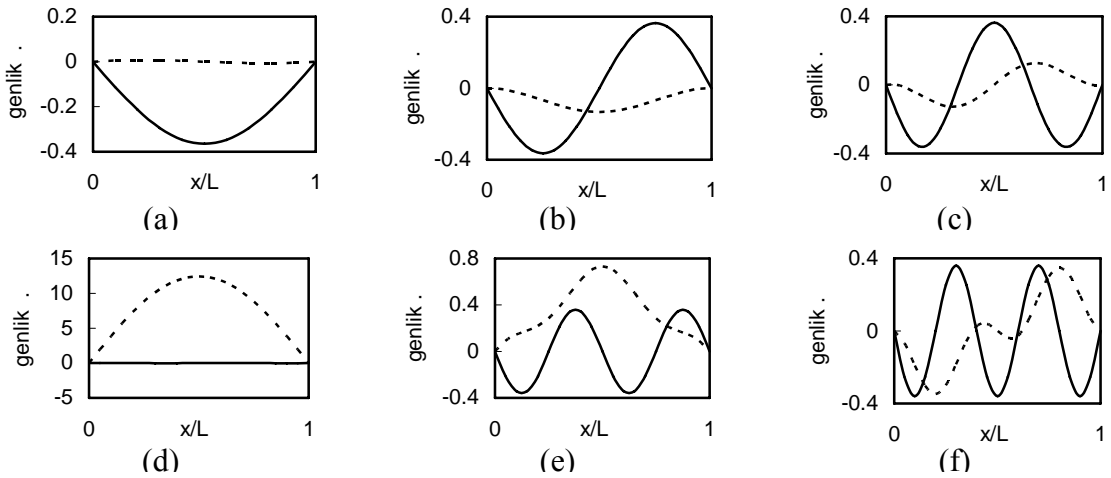 0.2
0
-0.2
-0.4
genlik .
0 x/L 1
(a)
0.4
0
-0.4
genlik .
0 x/L 1
(b)
0.4
0
-0.4
genlik .
0 x/L 1
(c)
15
10
5
0
-5
genlik .
0 x/L 1
(d)
0.8
0.4
0
-0.4
genlik .
0 x/L 1
(e)
0.4
0
-0.4
genlik .
0 x/L 1
(f)